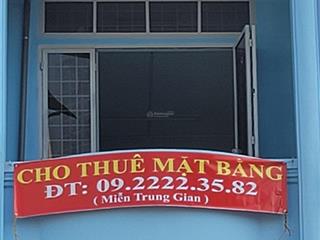 CHO THUÊ MẶT BẰNG
ĐT: 09.2222.35.82
( Miễn Trung Gian )